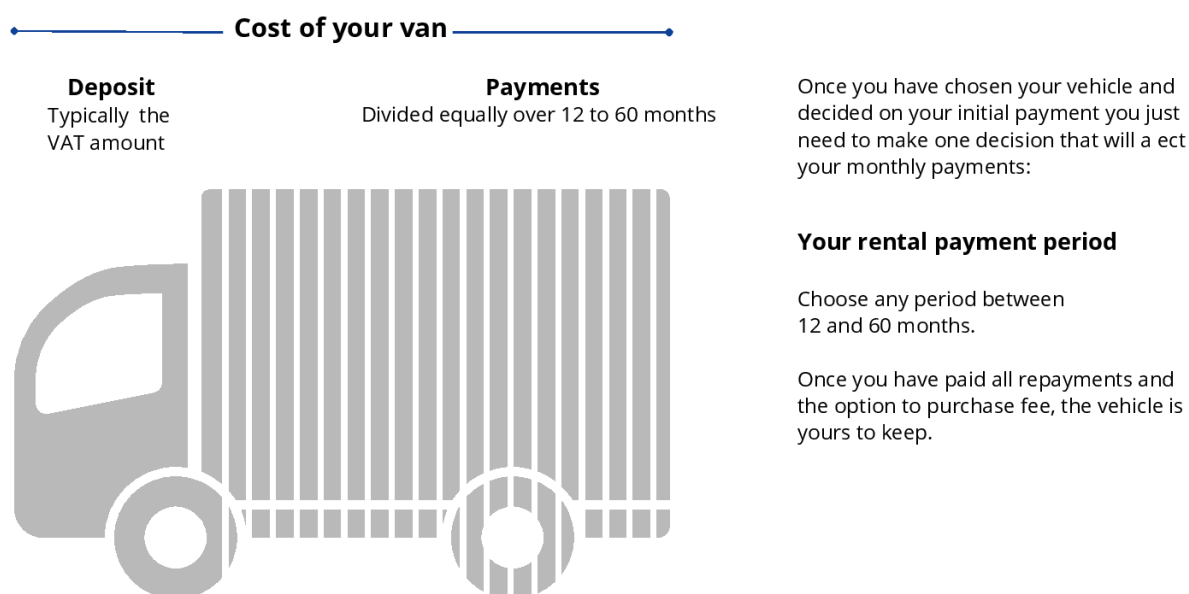 Cost of your van
Deposit
Typically the
VAT amount
Payments
Divided equally over 12 to 60 months
Once you have chosen your vehicle and
decided on your initial payment you just
need to make one decision that will a ect
your monthly payments:
Your rental payment period
Choose any period between
12 and 60 months.
Once you have paid all repayments and
the option to purchase fee, the vehicle is
yours to keep.